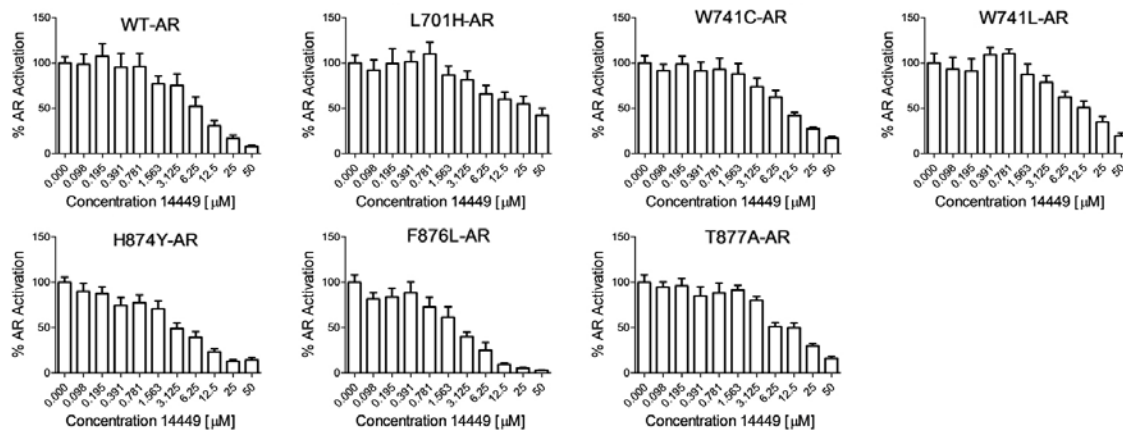 WT-AR
% AR Activation
150
100
50
0
0.000 0.098 0.195 0.391 0.781 1.563 3.125 6.25 12.5 25 50
Concentration 14449 [ μM]
L701H-AR
% AR Activation
150
100
50
0
0.000 0.098 0.195 0.391 0.781 1.563 3.125 6.25 12.5 25 50
Concentration 14449 [ μM]
W741C-AR
% AR Activation
150
100
50
0
0.000 0.098 0.195 0.391 0.781 1.563 3.125 6.25 12.5 25 50
Concentration 14449 [ μM]
W741L-AR
% AR Activation
150
100
50
0
0.000 0.098 0.195 0.391 0.781 1.563 3.125 6.25 12.5 25 50
Concentration 14449 [ μM]
H874Y-AR
% AR Activation
150
100
50
0
0.000 0.098 0.195 0.391 0.781 1.563 3.125 6.25 12.5 25 50
Concentration 14449 [ μM]
F876L-AR
% AR Activation
150
100
50
0
0.000 0.098 0.195 0.391 0.781 1.563 3.125 6.25 12.5 25 50
Concentration 14449 [ μM]
T877A-AR
% AR Activation
150
100
50
0
0.000 0.098 0.195 0.391 0.781 1.563 3.125 6.25 12.5 25 50
Concentration 14449 [ μM]